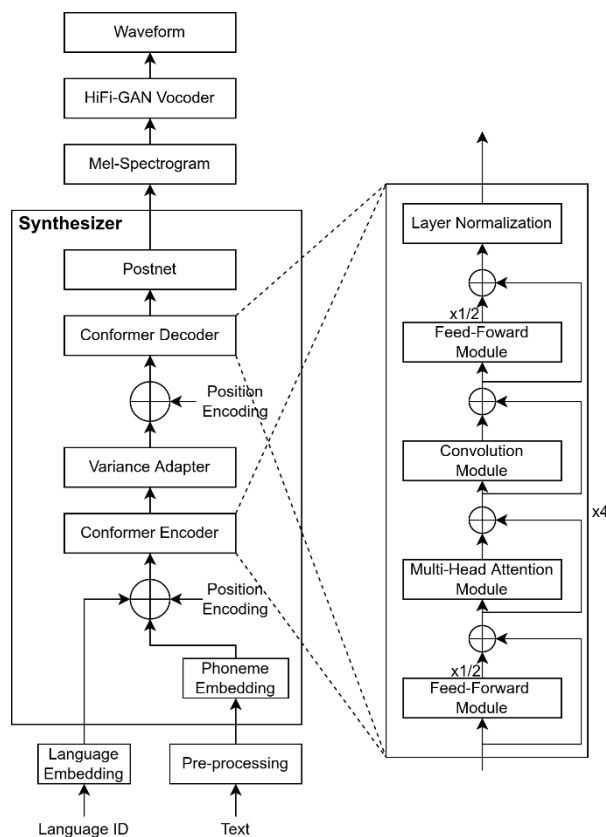 Waveform
HiFi-GAN Vocoder
Mel-Spectrogram
Synthesizer
Postnet
Conformer Decoder
Position
Encoding
Variance Adapter
Conformer Encoder
Position
Encoding
Phoneme
Embedding
Language
Embedding
Pre-processing
Language ID
Text
Layer Normalization
x1/2
Feed-Foward
Module
Convolution
Module
x4
Multi-Head Attention
Module
x1/2
Feed-Forward
Module